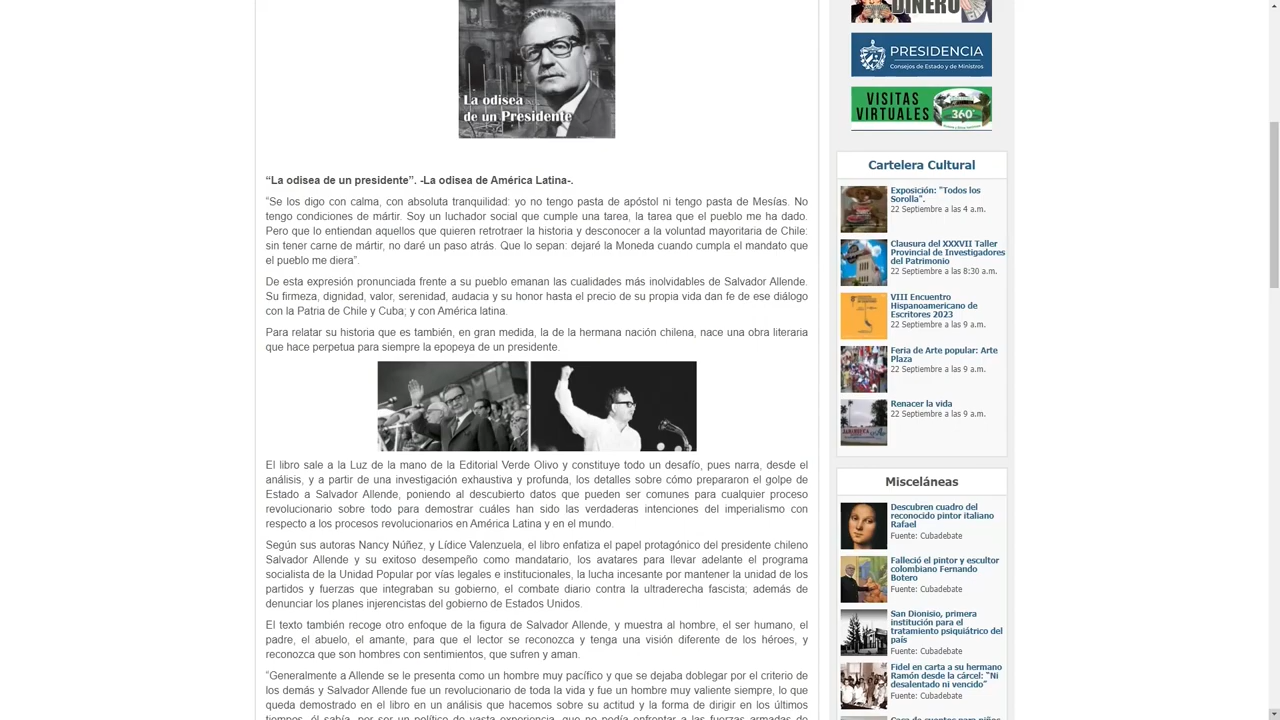 DINERO
La odisea
de un Presidente
“La odisea de un presidente”. -La odisea de América Latina-.
“Se los digo con calma, con absoluta tranquilidad: yo no tengo pasta de apóstol ni tengo pasta de Mesías. No
tengo condiciones de mártir. Soy un luchador social que cumple una tarea, la tarea que el pueblo me ha dado.
Pero que lo entiendan aquellos que quieren retrotraer la historia y desconocer a la voluntad mayoritaria de Chile:
sin tener carne de mártir, no daré un paso atrás. Que lo sepan: dejaré la Moneda cuando cumpla el mandato que
el pueblo me diera”.
De esta expresión pronunciada frente a su pueblo emanan las cualidades más inolvidables de Salvador Allende.
Su firmeza, dignidad, valor, serenidad, audacia y su honor hasta el precio de su propia vida dan fe de ese diálogo
con la Patria de Chile y Cuba; y con América latina.
Para relatar su historia que es también, en gran medida, la de la hermana nación chilena, nace una obra literaria
que hace perpetua para siempre la epopeya de un presidente.
El libro sale a la Luz de la mano de la Editorial Verde Olivo y constituye todo un desafío, pues narra, desde el
análisis, y a partir de una investigación exhaustiva y profunda, los detalles sobre cómo prepararon el golpe de
Estado a Salvador Allende, poniendo al descubierto datos que pueden ser comunes para cualquier proceso
revolucionario sobre todo para demostrar cuáles han sido las verdaderas intenciones del imperialismo con
respecto a los procesos revolucionarios en América Latina y en el mundo.
Según sus autoras Nancy Núñez, y Lídice Valenzuela, el libro enfatiza el papel protagónico del presidente chileno
Salvador Allende y su exitoso desempeño como mandatario, los avatares para llevar adelante el programa
socialista de la Unidad Popular por vías legales e institucionales, la lucha incesante por mantener la unidad de los
partidos y fuerzas que integraban su gobierno, el combate diario contra la ultraderecha fascista; además de
denunciar los planes injerencistas del gobierno de Estados Unidos.
El texto también recoge otro enfoque de la figura de Salvador Allende, y muestra al hombre, el ser humano, el
padre, el abuelo, el amante, para que el lector se reconozca y tenga una visión diferente de los héroes, y
reconozca que son hombres con sentimientos, que sufren y aman.
“Generalmente a Allende se le presenta como un hombre muy pacífico y que se dejaba doblegar por el criterio de
los demás y Salvador Allende fue un revolucionario de toda la vida y fue un hombre muy valiente siempre, lo que
queda demostrado en el libro en un análisis que hacemos sobre su actitud y la forma de dirigir en los últimos
tiempos, él sabía, por ser un político de vasta experiencia, que no podía enfrentar a las fuerzas armadas de
PRESIDENCIA
Consejos de Estado y de Ministros
VISITAS
VIRTUALES
360°
Cartelera Cultural
Exposición: "Todos los
Sorolla".
22 Septiembre a las 4 a.m.
Clausura del XXXVII Taller
Provincial de Investigadores
del Patrimonio
22 Septiembre a las 8:30 a.m.
VIII Encuentro
Hispanoamericano de
Escritores 2023
22 Septiembre a las 9 a.m.
Feria de Arte popular: Arte
Plaza
22 Septiembre a las 9 a.m.
Renacer la vida
22 Septiembre a las 9 a.m.
Misceláneas
Descubren cuadro del
reconocido pintor italiano
Rafael
Fuente: Cubadebate
Falleció el pintor y escultor
colombiano Fernando
Botero
Fuente: Cubadebate
San Dionisio, primera
institución para el
tratamiento psiquiátrico del
país
Fuente: Cubadebate
Fidel en carta a su hermano
Ramón desde la cárcel: "Ni
desalentado ni vencido"
Fuente: Cubadebate